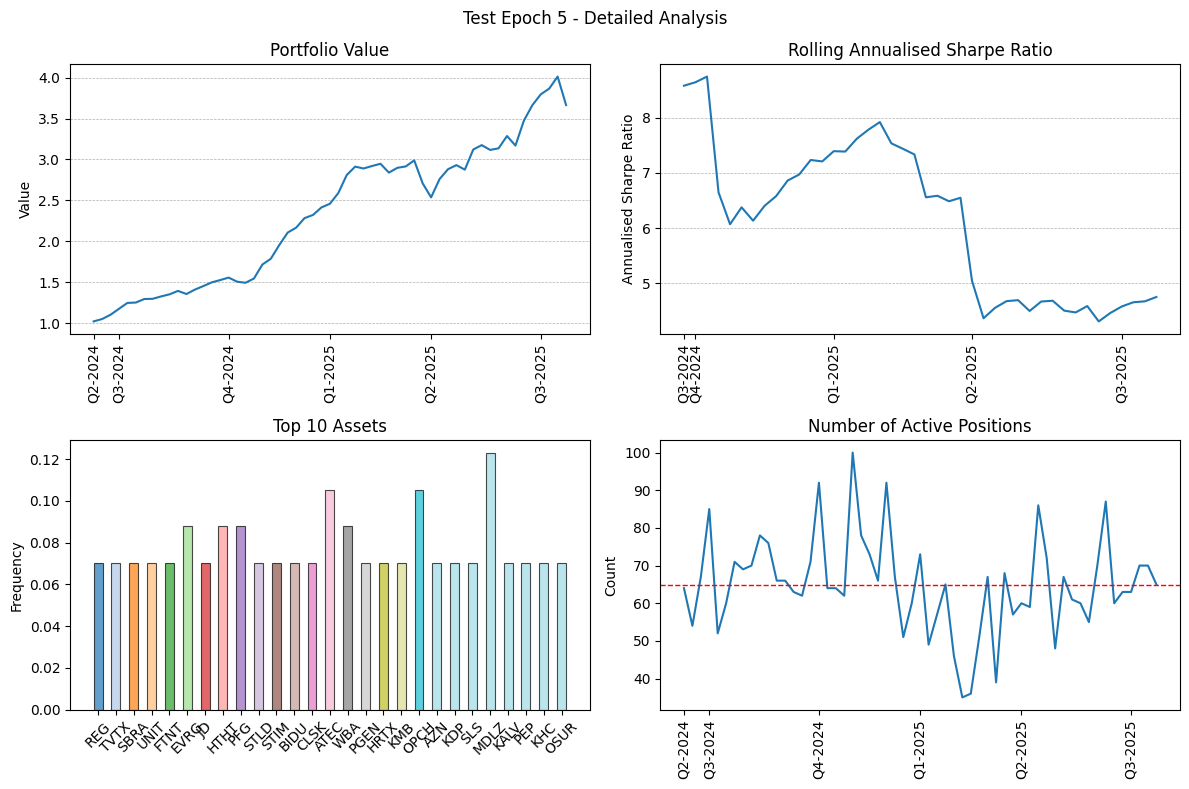 Test Epoch 5 - Detailed Analysis
Portfolio Value
Value
4.0
3.5
3.0
2.5
2.0
1.5
1.0
Q2-2024
Q3-2024
Q4-2024
Q1-2025
Q2-2025
Q3-2025
Rolling Annualised Sharpe Ratio
Annualised Sharpe Ratio
8
7
6
5
Q3-2024
Q4-2024
Q1-2025
Q2-2025
Q3-2025
Top 10 Assets
Frequency
0.12
0.10
0.08
0.06
0.04
0.02
0.00
REG
TVTX
SBRA
UNIT
FTNT
EVRG
JD
HTHT
PFG
STLD
STIM
BIDU
CLSK
ATEC
WBA
PGEN
HRTX
KMB
OPCH
AZN
KDP
SLS
MDLZ
KALV
PEP
KHC
OSUR
Number of Active Positions
Count
100
90
80
70
60
50
40
Q2-2024
Q3-2024
Q4-2024
Q1-2025
Q2-2025
Q3-2025